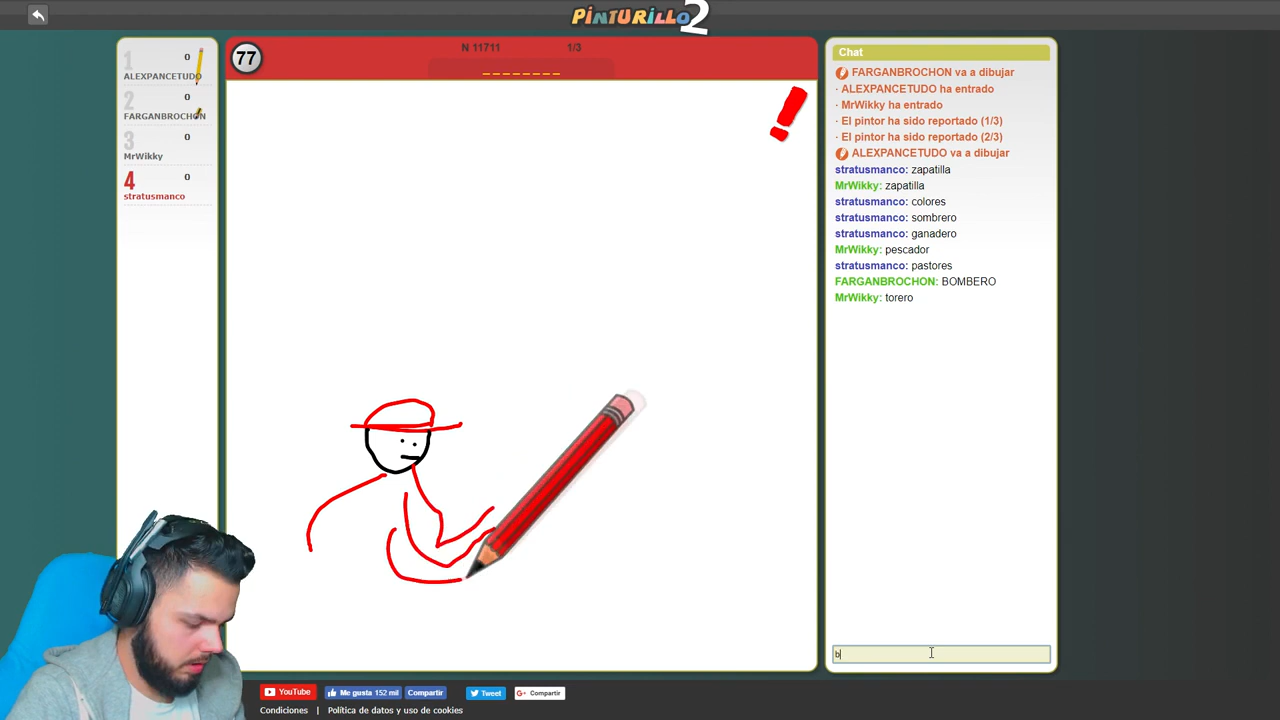 PINTURILLO 2
1 0
ALEXPANCETUDO
2 0
FARGANBROCHON
3 0
MrWikky
4 0
stratusmanco
77
N 11711 1/3
_ _ _ _ _ _ _ _
!
Chat
FARGANBROCHON va a dibujar
· ALEXPANCETUDO ha entrado
· MrWikky ha entrado
· El pintor ha sido reportado (1/3)
· El pintor ha sido reportado (2/3)
ALEXPANCETUDO va a dibujar
stratusmanco: zapatilla
MrWikky: zapatilla
stratusmanco: colores
stratusmanco: sombrero
stratusmanco: ganadero
MrWikky: pescador
stratusmanco: pastores
FARGANBROCHON: BOMBERO
MrWikky: torero
b
YouTube Me gusta 152 mil Compartir Tweet G+ Compartir
Condiciones | Política de datos y uso de cookies